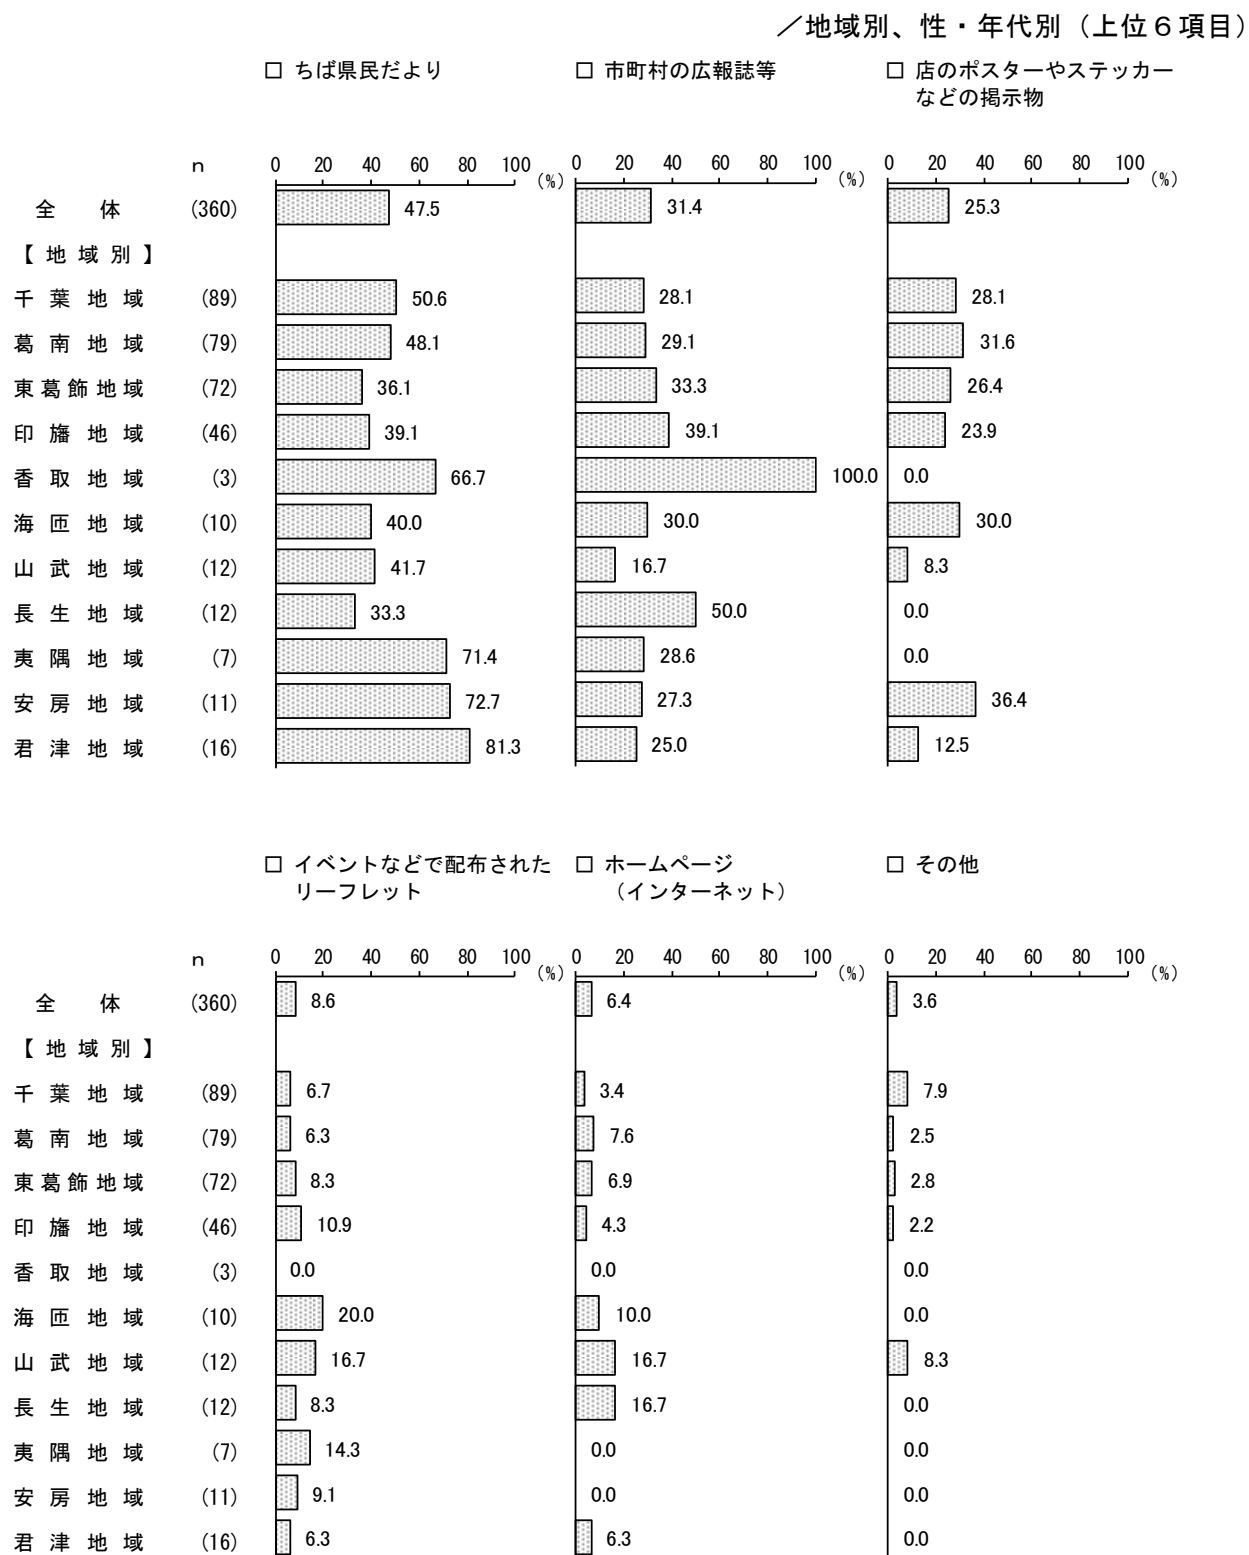 ／地域別、性・年代別（上位６項目）
□ ちば県民だより
□ 市町村の広報誌等
□ 店のポスターやステッカー
などの掲示物
n 0 20 40 60 80 100 (%) 0 20 40 60 80 100 (%) 0 20 40 60 80 100 (%)
全体 (360) 47.5 31.4 25.3
【地域別】
千葉地域 (89) 50.6 28.1 28.1
葛南地域 (79) 48.1 29.1 31.6
東葛飾地域 (72) 36.1 33.3 26.4
印旛地域 (46) 39.1 39.1 23.9
香取地域 (3) 66.7 100.0 0.0
海匝地域 (10) 40.0 30.0 30.0
山武地域 (12) 41.7 16.7 8.3
長生地域 (12) 33.3 50.0 0.0
夷隅地域 (7) 71.4 28.6 0.0
安房地域 (11) 72.7 27.3 36.4
君津地域 (16) 81.3 25.0 12.5
□ イベントなどで配布された
リーフレット
□ ホームページ
（インターネット）
□ その他
n 0 20 40 60 80 100 (%) 0 20 40 60 80 100 (%) 0 20 40 60 80 100 (%)
全体 (360) 8.6 6.4 3.6
【地域別】
千葉地域 (89) 6.7 3.4 7.9
葛南地域 (79) 6.3 7.6 2.5
東葛飾地域 (72) 8.3 6.9 2.8
印旛地域 (46) 10.9 4.3 2.2
香取地域 (3) 0.0 0.0 0.0
海匝地域 (10) 20.0 10.0 0.0
山武地域 (12) 16.7 16.7 8.3
長生地域 (12) 8.3 16.7 0.0
夷隅地域 (7) 14.3 0.0 0.0
安房地域 (11) 9.1 0.0 0.0
君津地域 (16) 6.3 6.3 0.0